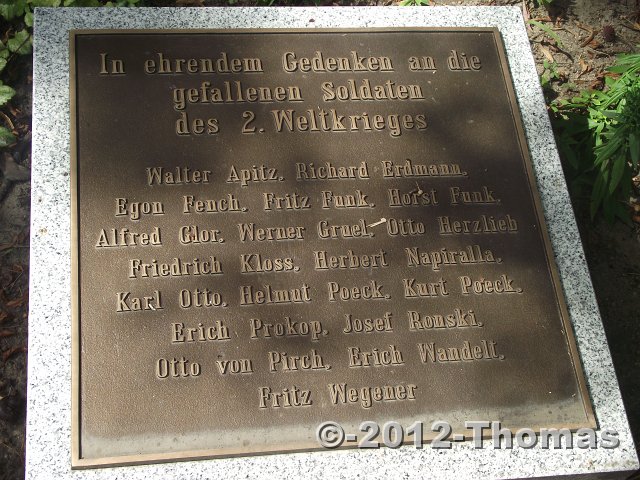 In ehrendem Gedenken an die
gefallenen Soldaten
des 2. Weltkrieges
Walter Apitz, Richard Erdmann,
Egon Fench, Fritz Funk, Horst Funk,
Alfred Glor, Werner Gruel, Otto Herzlieb
Friedrich Kloss, Herbert Napiralla,
Karl Otto, Helmut Poeck, Kurt Poeck,
Erich Prokop, Josef Ronski,
Otto von Pirch, Erich Wandelt,
Fritz Wegener
©-2012-Thomas